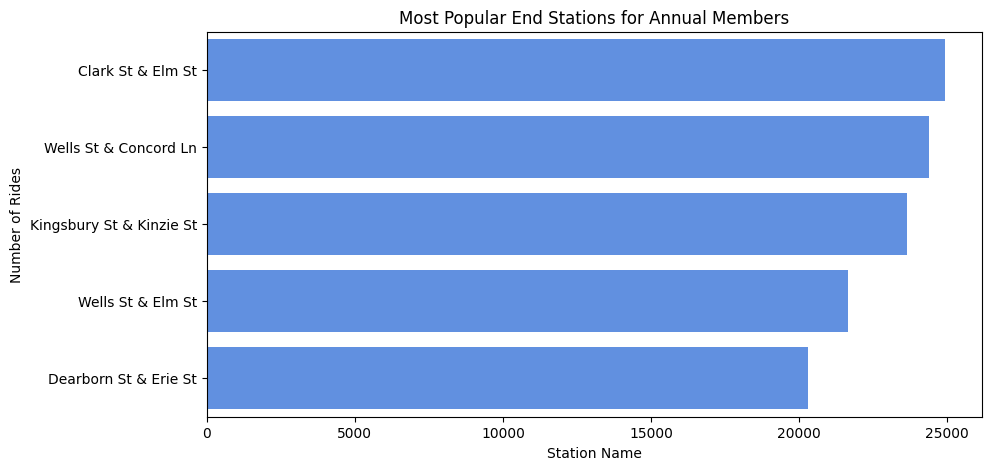 Most Popular End Stations for Annual Members
Number of Rides
Clark St & Elm St
Wells St & Concord Ln
Kingsbury St & Kinzie St
Wells St & Elm St
Dearborn St & Erie St
0 5000 10000 15000 20000 25000
Station Name